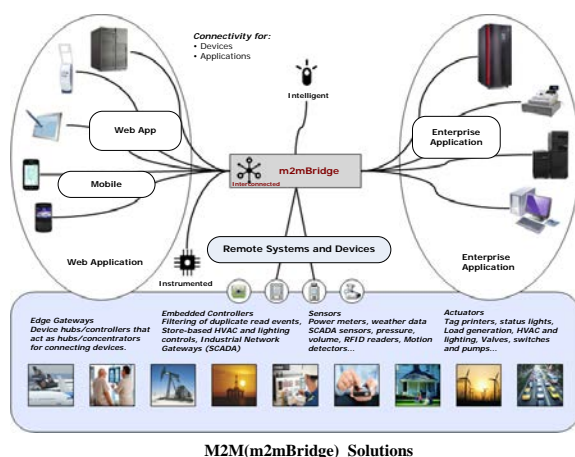 Connectivity for:
• Devices
• Applications
Intelligent
Web App
Enterprise
Application
m2mBridge
Interconnected
Mobile
Remote Systems and Devices
Web Application
Enterprise
Application
Instrumented
Edge Gateways
Device hubs/controllers that
act as hubs/concentrators
for connecting devices.
Embedded Controllers
Filtering of duplicate read events,
Store-based HVAC and lighting
controls, Industrial Network
Gateways (SCADA)
Sensors
Power meters, weather data
SCADA sensors, pressure,
volume, RFID readers, Motion
detectors...
Actuators
Tag printers, status lights,
Load generation, HVAC and
lighting, Valves, switches
and pumps...
M2M(m2mBridge) Solutions